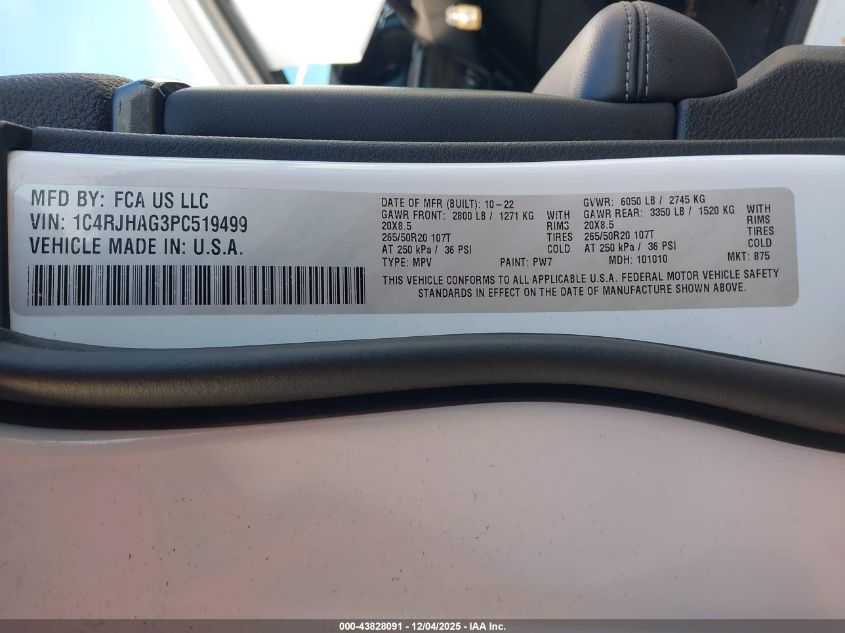 MFD BY: FCA US LLC
VIN: 1C4RJHAG3PC519499
VEHICLE MADE IN: U.S.A.
DATE OF MFR (BUILT): 10-22
GAWR FRONT: 2800 LB / 1271 KG WITH
20X8.5 RIMS
265/50R20 107T TIRES
AT 250 kPa / 36 PSI COLD
TYPE: MPV PAINT: PW7
GVWR: 6050 LB / 2745 KG
GAWR REAR: 3350 LB / 1520 KG WITH
20X8.5 RIMS
265/50R20 107T TIRES
AT 250 kPa / 36 PSI COLD
MDH: 101010 MKT: 875
THIS VEHICLE CONFORMS TO ALL APPLICABLE U.S.A. FEDERAL MOTOR VEHICLE SAFETY
STANDARDS IN EFFECT ON THE DATE OF MANUFACTURE SHOWN ABOVE.
000-43828091 - 12/04/2025 - IAA Inc.